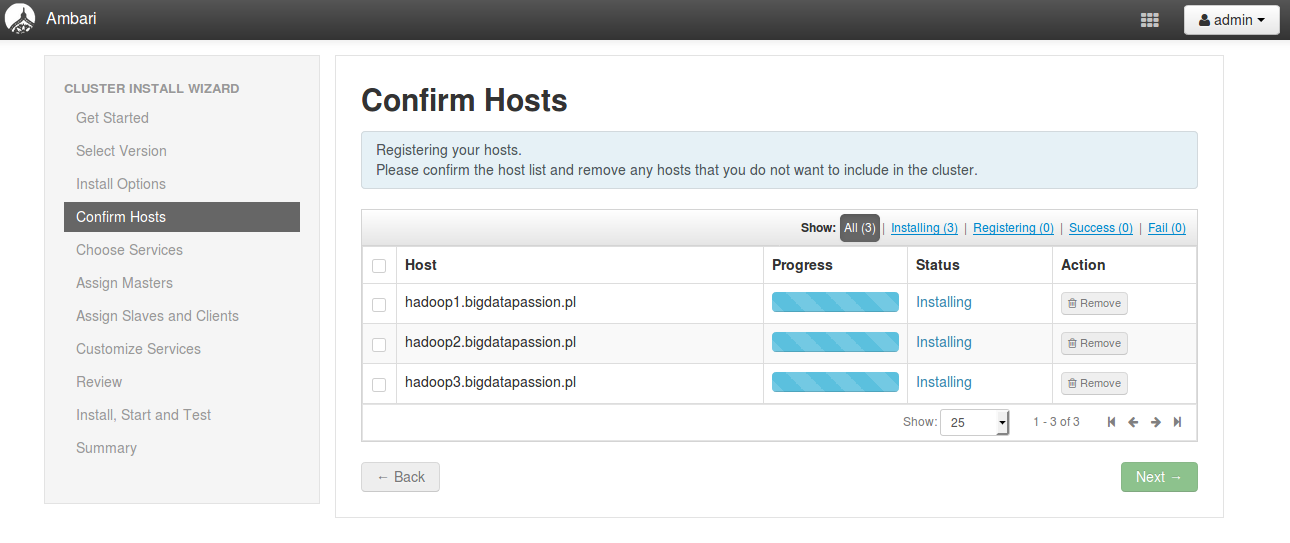 Ambari
admin
CLUSTER INSTALL WIZARD
Get Started
Select Version
Install Options
Confirm Hosts
Choose Services
Assign Masters
Assign Slaves and Clients
Customize Services
Review
Install, Start and Test
Summary
Confirm Hosts
Registering your hosts.
Please confirm the host list and remove any hosts that you do not want to include in the cluster.
Show: All (3) | Installing (3) | Registering (0) | Success (0) | Fail (0)
Host Progress Status Action
hadoop1.bigdatapassion.pl Installing Remove
hadoop2.bigdatapassion.pl Installing Remove
hadoop3.bigdatapassion.pl Installing Remove
Show: 25 1 - 3 of 3
← Back Next →